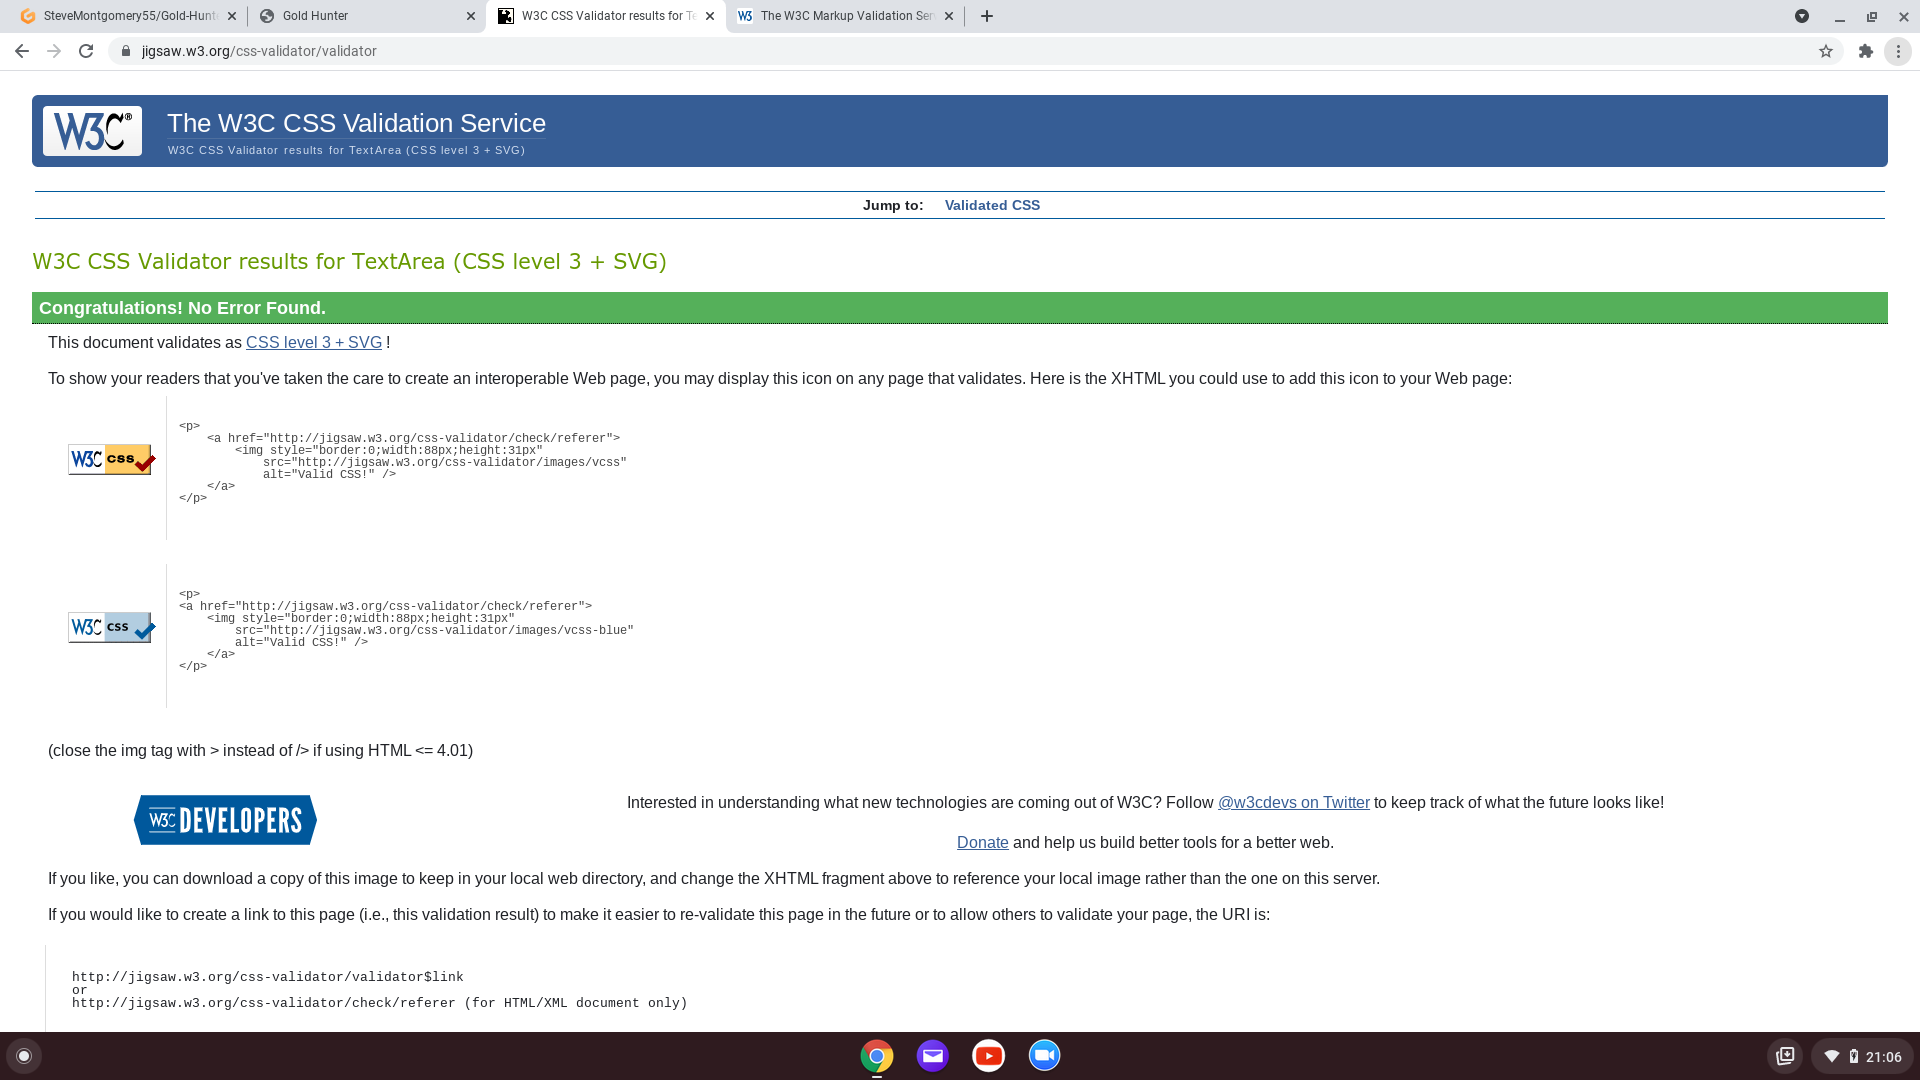 SteveMontgomery55/Gold-Hunt
Gold Hunter
W3C CSS Validator results for Te
The W3C Markup Validation Ser
jigsaw.w3.org/css-validator/validator
W3C®
The W3C CSS Validation Service
W3C CSS Validator results for TextArea (CSS level 3 + SVG)
Jump to: Validated CSS
W3C CSS Validator results for TextArea (CSS level 3 + SVG)
Congratulations! No Error Found.
This document validates as CSS level 3 + SVG !
To show your readers that you've taken the care to create an interoperable Web page, you may display this icon on any page that validates. Here is the XHTML you could use to add this icon to your Web page:
W3C css
<p>
<a href="http://jigsaw.w3.org/css-validator/check/referer">
<img style="border:0;width:88px;height:31px"
src="http://jigsaw.w3.org/css-validator/images/vcss"
alt="Valid CSS!" />
</a>
</p>
W3C css
<p>
<a href="http://jigsaw.w3.org/css-validator/check/referer">
<img style="border:0;width:88px;height:31px"
src="http://jigsaw.w3.org/css-validator/images/vcss-blue"
alt="Valid CSS!" />
</a>
</p>
(close the img tag with > instead of /> if using HTML <= 4.01)
W3C DEVELOPERS
Interested in understanding what new technologies are coming out of W3C? Follow @w3cdevs on Twitter to keep track of what the future looks like!
Donate and help us build better tools for a better web.
If you like, you can download a copy of this image to keep in your local web directory, and change the XHTML fragment above to reference your local image rather than the one on this server.
If you would like to create a link to this page (i.e., this validation result) to make it easier to re-validate this page in the future or to allow others to validate your page, the URI is:
http://jigsaw.w3.org/css-validator/validator$link
or
http://jigsaw.w3.org/css-validator/check/referer (for HTML/XML document only)
21:06